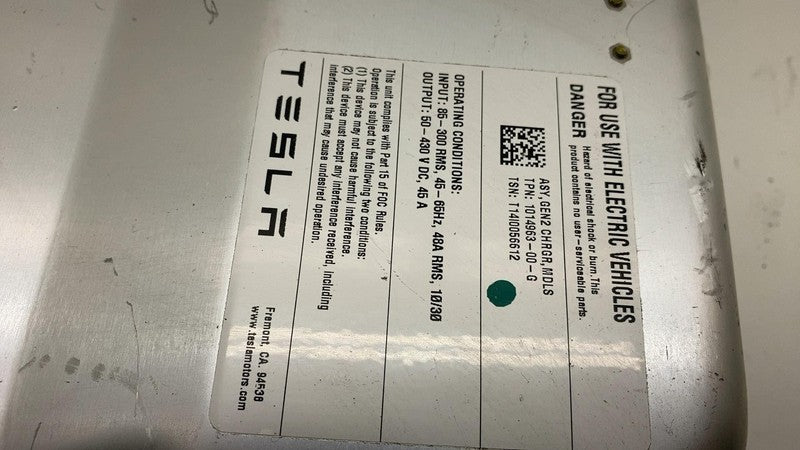 FOR USE WITH ELECTRIC VEHICLES
DANGER Hazard of electrical shock or burn. This
product contains no user-serviceable parts.
ASY, GEN2 CHRGR, MDLS
TPN: 1014963-00-G
TSN: T14I0056612
OPERATING CONDITIONS:
INPUT: 85-300 RMS, 45-65Hz, 48A RMS, 10/30
OUTPUT: 50-430 V DC, 45 A
This unit complies with Part 15 of FCC Rules:
Operation is subject to the following two conditions:
(1) This device may not cause harmful interference.
(2) This device must accept any interference received, including
interference that may cause undesired operation.
TESLA
Fremont, CA. 94538
www.teslamotors.com